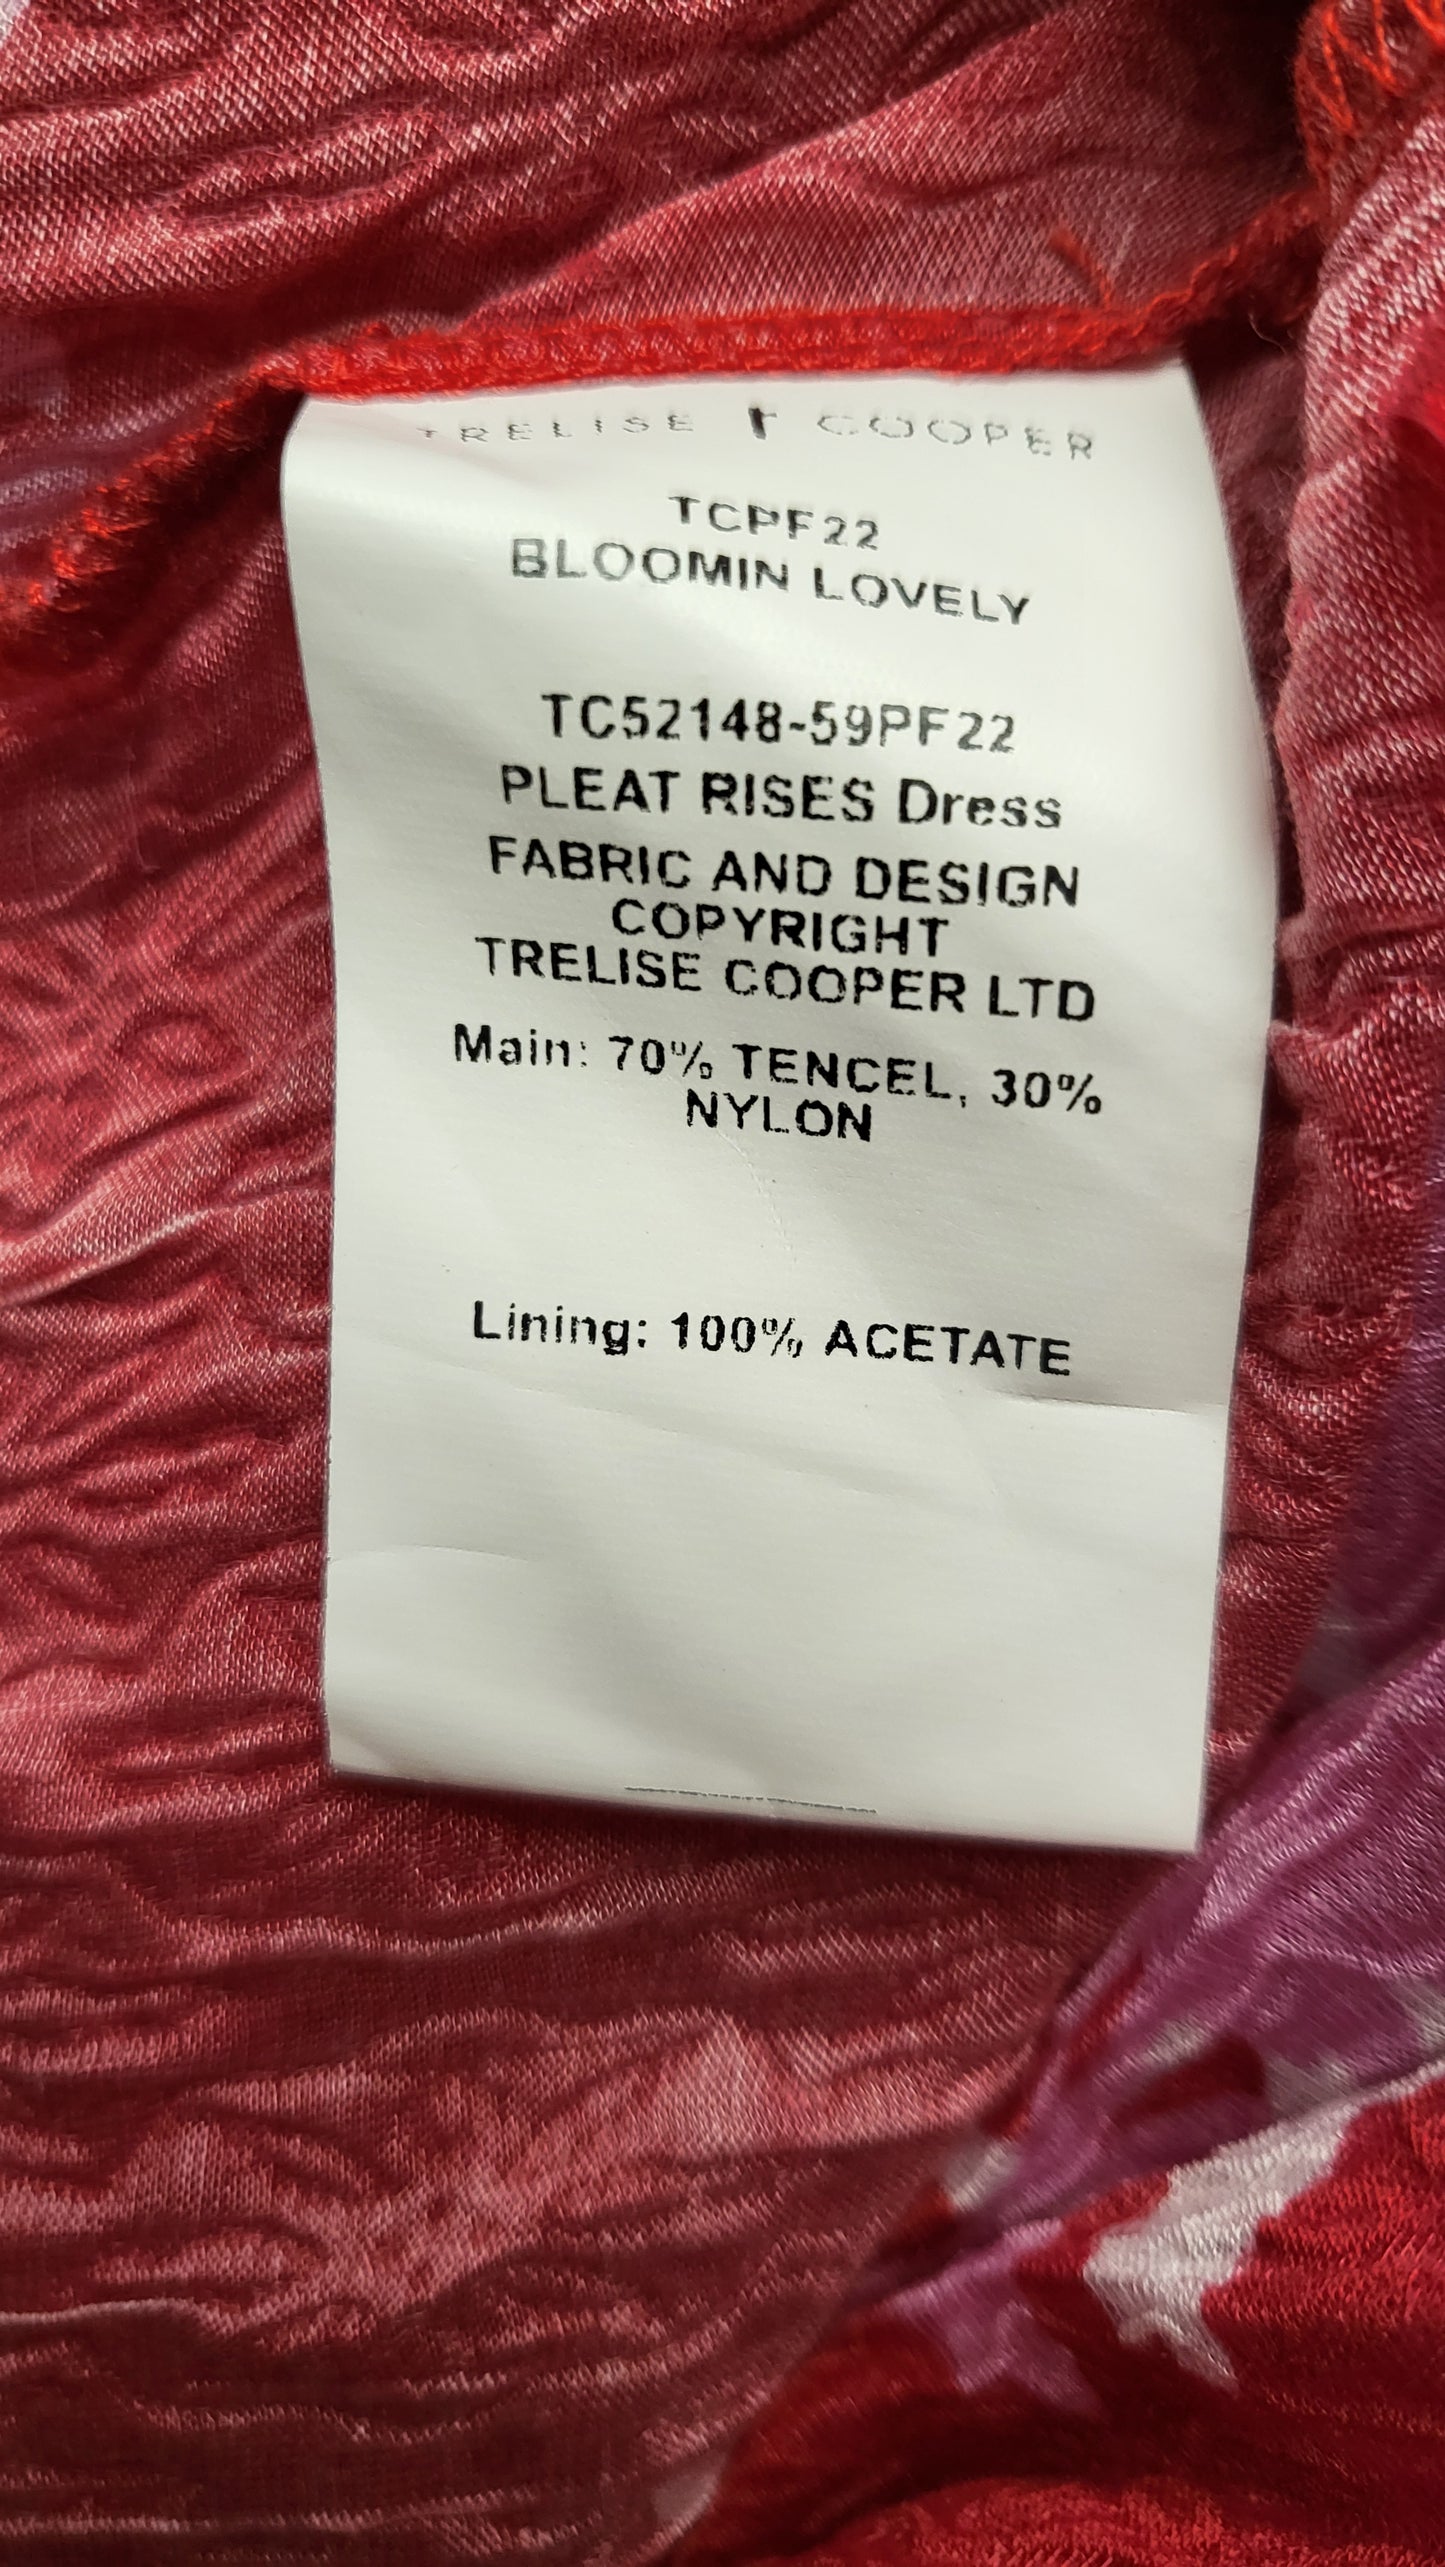 TRELISE COOPER
TCPF22
BLOOMIN LOVELY
TC52148-59PF22
PLEAT RISES Dress
FABRIC AND DESIGN
COPYRIGHT
TRELISE COOPER LTD
Main: 70% TENCEL, 30%
NYLON
Lining: 100% ACETATE